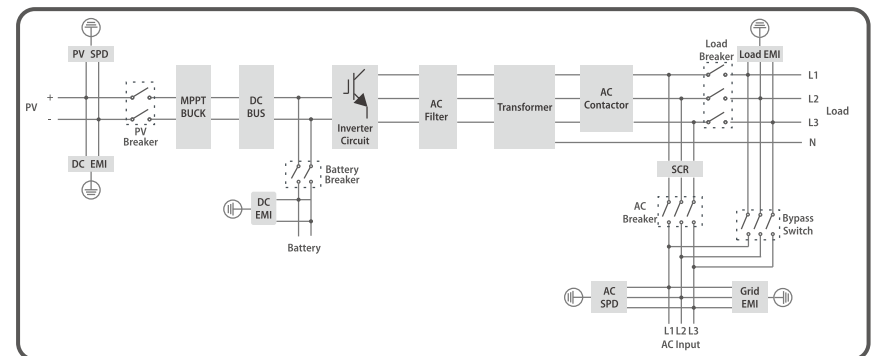 PV SPD
PV
+
-
PV
Breaker
DC EMI
MPPT
BUCK
DC
BUS
Inverter
Circuit
Battery
Breaker
DC
EMI
Battery
AC
Filter
Transformer
AC
Contactor
Load
Breaker
Load EMI
L1
L2
L3
N
Load
SCR
AC
Breaker
Bypass
Switch
AC
SPD
Grid
EMI
L1 L2 L3
AC Input